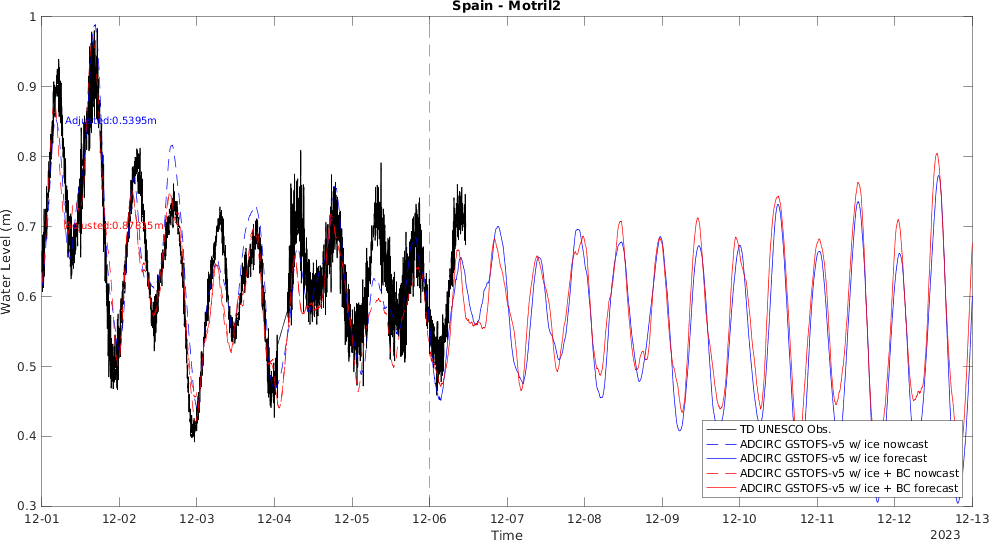 Spain - Motril2
Water Level (m)
1
0.9
0.8
0.7
0.6
0.5
0.4
0.3
Adjusted:0.5395m
TD UNESCO Obs.
ADCIRC GSTOFS-v5 w/ ice nowcast
ADCIRC GSTOFS-v5 w/ ice forecast
ADCIRC GSTOFS-v5 w/ ice + BC nowcast
ADCIRC GSTOFS-v5 w/ ice + BC forecast
12-01 12-02 12-03 12-04 12-05 12-06 12-07 12-08 12-09 12-10 12-11 12-12 12-13
Time
2023